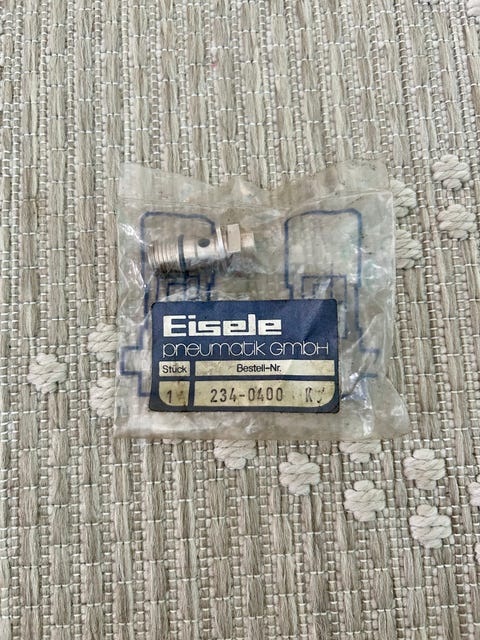 Eisele
pneumatik GmbH
Stück Bestell-Nr.
1 234-0400